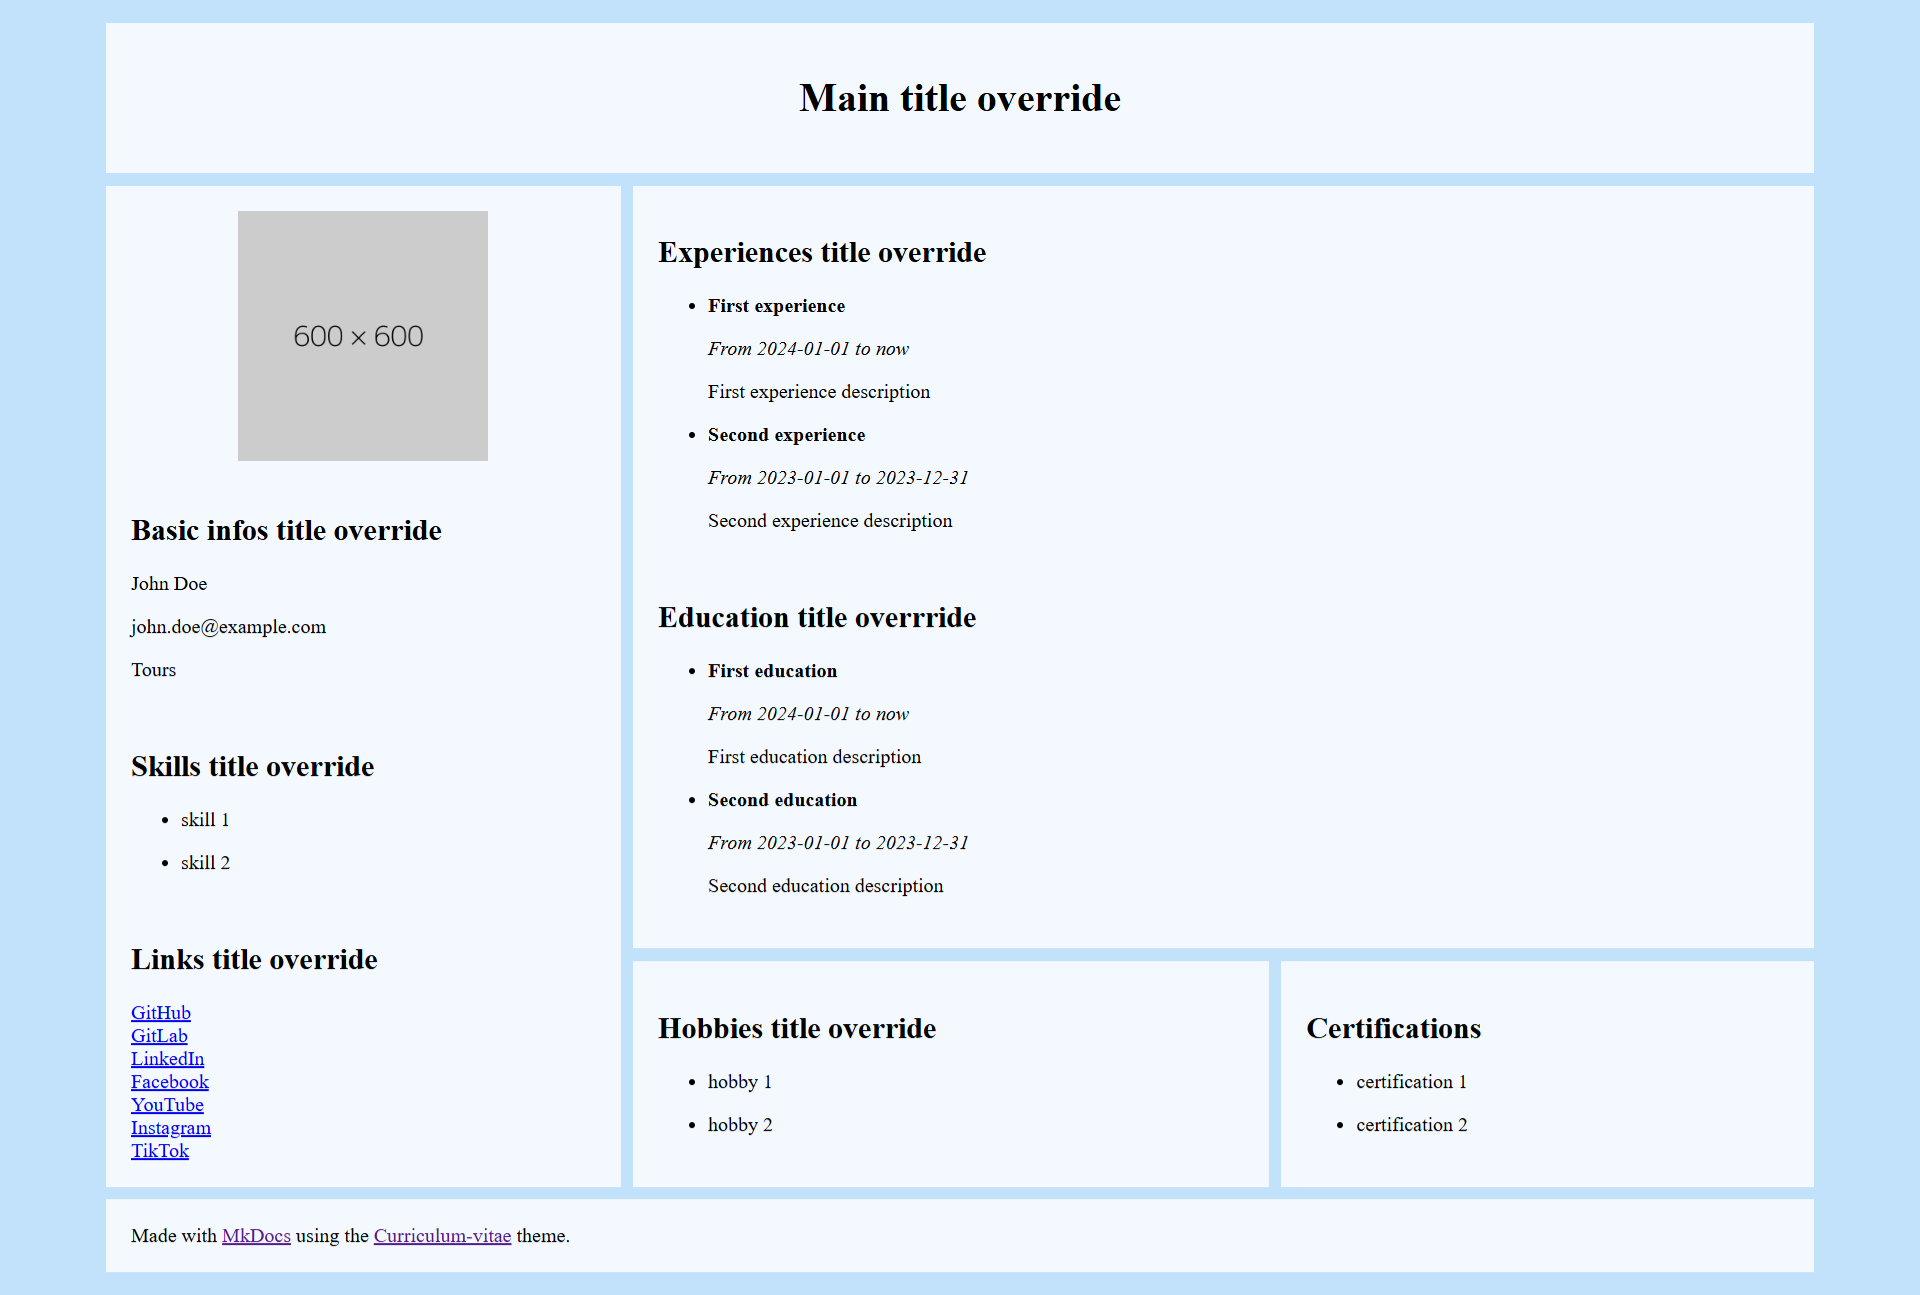 Main title override
600 × 600
Basic infos title override
John Doe
john.doe@example.com
Tours
Skills title override
skill 1
skill 2
Links title override
GitHub
GitLab
LinkedIn
Facebook
YouTube
Instagram
TikTok
Experiences title override
First experience
From 2024-01-01 to now
First experience description
Second experience
From 2023-01-01 to 2023-12-31
Second experience description
Education title overrride
First education
From 2024-01-01 to now
First education description
Second education
From 2023-01-01 to 2023-12-31
Second education description
Hobbies title override
hobby 1
hobby 2
Certifications
certification 1
certification 2
Made with MkDocs using the Curriculum-vitae theme.